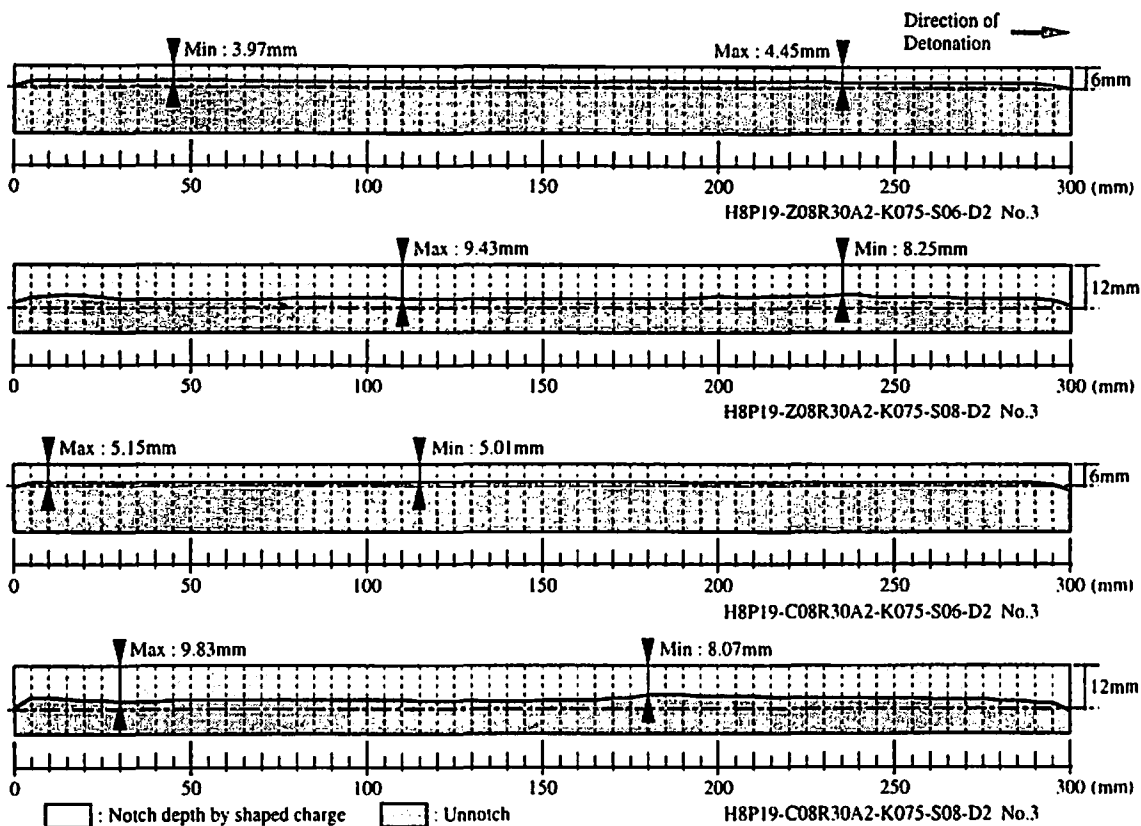 Direction of
Detonation
Min : 3.97mm
Max : 4.45mm
6mm
0 50 100 150 200 250 300 (mm)
H8P19-Z08R30A2-K075-S06-D2 No.3
Max : 9.43mm
Min : 8.25mm
12mm
0 50 100 150 200 250 300 (mm)
H8P19-Z08R30A2-K075-S08-D2 No.3
Max : 5.15mm
Min : 5.01mm
6mm
0 50 100 150 200 250 300 (mm)
H8P19-C08R30A2-K075-S06-D2 No.3
Max : 9.83mm
Min : 8.07mm
12mm
0 50 100 150 200 250 300 (mm)
: Notch depth by shaped charge : Unnotch H8P19-C08R30A2-K075-S08-D2 No.3